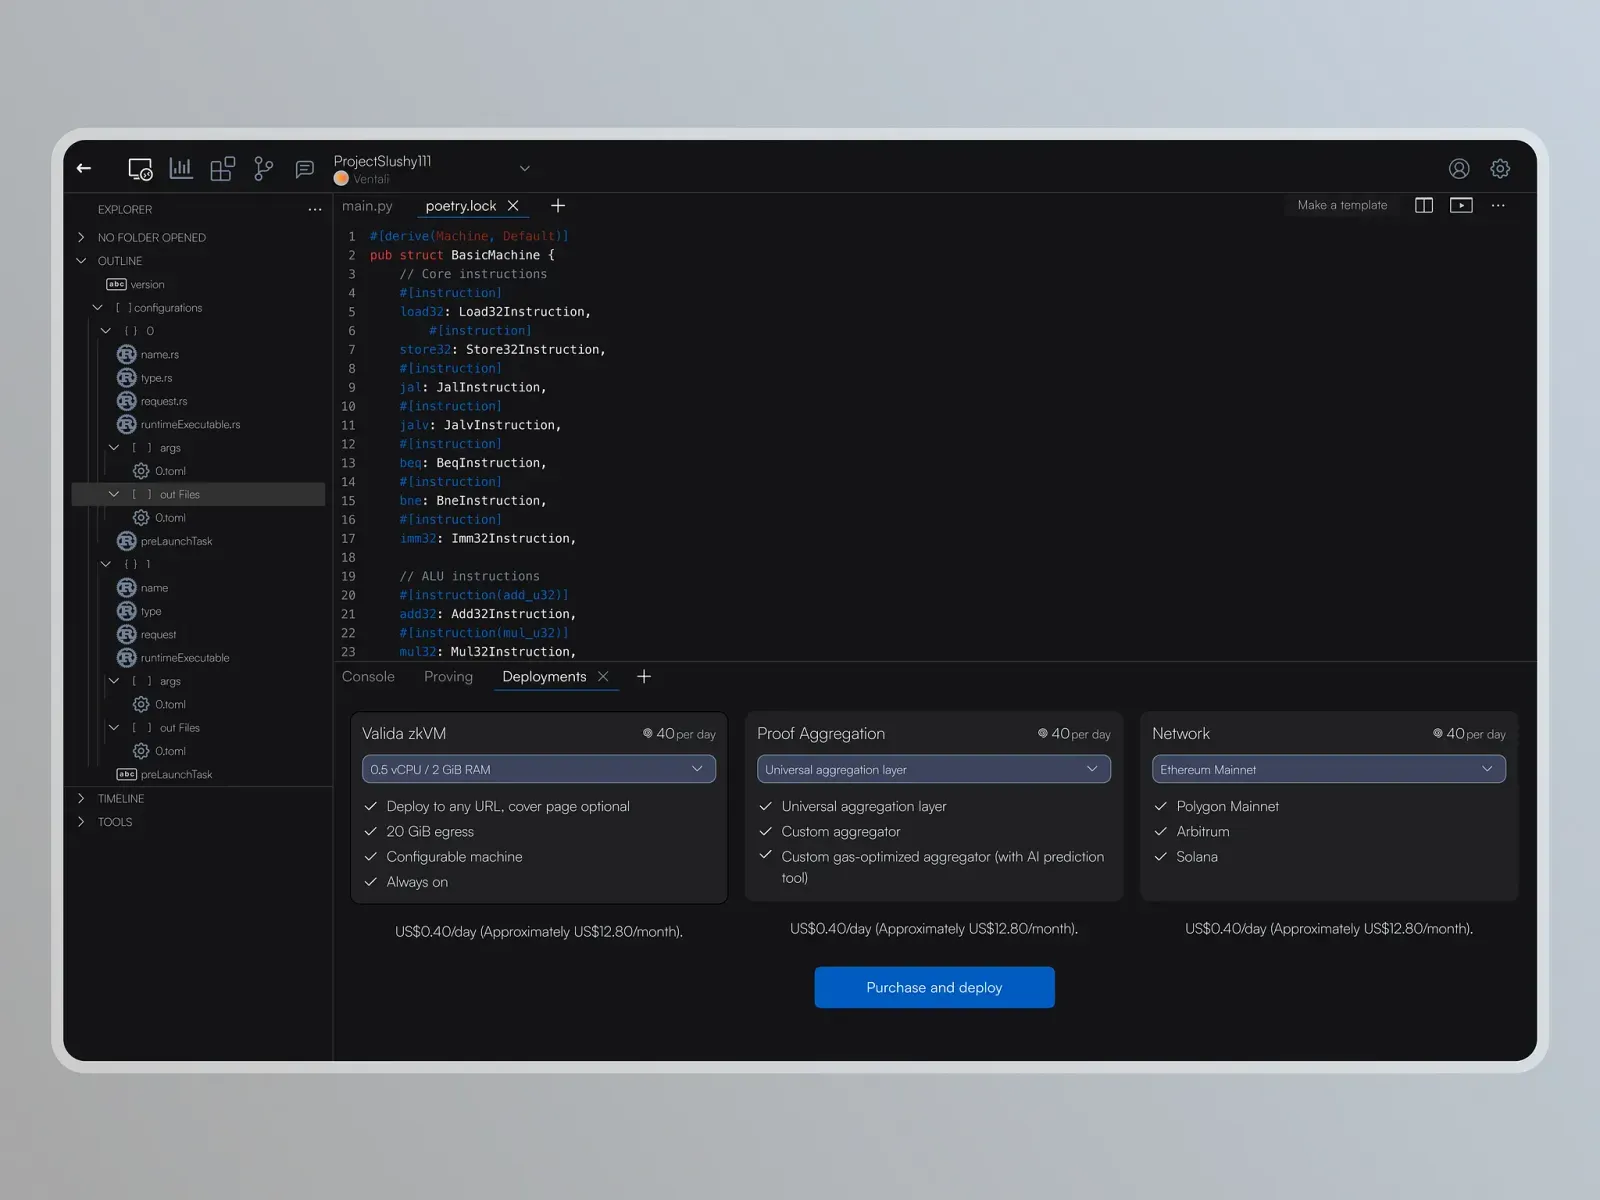 ProjectSlushy111
Ventali
EXPLORER
NO FOLDER OPENED
OUTLINE
abc version
[ ] configurations
{ } 0
name.rs
type.rs
request.rs
runtimeExecutable.rs
[ ] args
0.toml
[ ] out Files
0.toml
preLaunchTask
{ } 1
name
type
request
runtimeExecutable
[ ] args
0.toml
[ ] out Files
0.toml
abc preLaunchTask
TIMELINE
TOOLS
main.py
poetry.lock
Make a template
1 #[derive(Machine, Default)]
2 pub struct BasicMachine {
3 // Core instructions
4 #[instruction]
5 load32: Load32Instruction,
6 #[instruction]
7 store32: Store32Instruction,
8 #[instruction]
9 jal: JalInstruction,
10 #[instruction]
11 jalv: JalvInstruction,
12 #[instruction]
13 beq: BeqInstruction,
14 #[instruction]
15 bne: BneInstruction,
16 #[instruction]
17 imm32: Imm32Instruction,
18
19 // ALU instructions
20 #[instruction(add_u32)]
21 add32: Add32Instruction,
22 #[instruction(mul_u32)]
23 mul32: Mul32Instruction,
Console Proving Deployments
Valida zkVM
40 per day
0.5 vCPU / 2 GiB RAM
Deploy to any URL, cover page optional
20 GiB egress
Configurable machine
Always on
US$0.40/day (Approximately US$12.80/month).
Proof Aggregation
40 per day
Universal aggregation layer
Universal aggregation layer
Custom aggregator
Custom gas-optimized aggregator (with AI prediction
tool)
US$0.40/day (Approximately US$12.80/month).
Network
40 per day
Ethereum Mainnet
Polygon Mainnet
Arbitrum
Solana
US$0.40/day (Approximately US$12.80/month).
Purchase and deploy